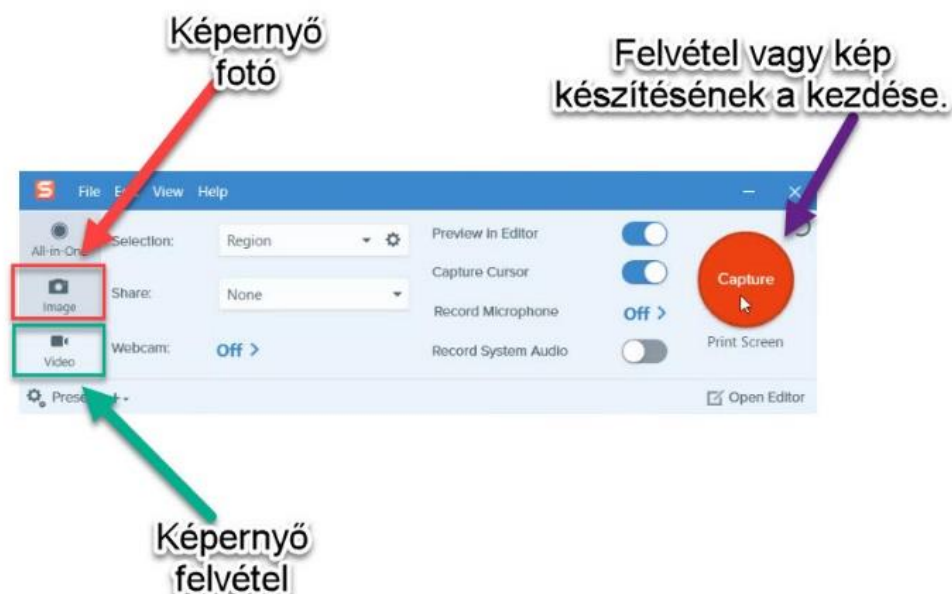 Képernyő
fotó
Felvétel vagy kép
készítésének a kezdése.
S File View Help
All-in-One
Selection: Region
Preview in Editor
Capture Cursor
Capture
Image
Share: None
Record Microphone Off >
Print Screen
Video
Webcam: Off >
Record System Audio
Open Editor
Képernyő
felvétel